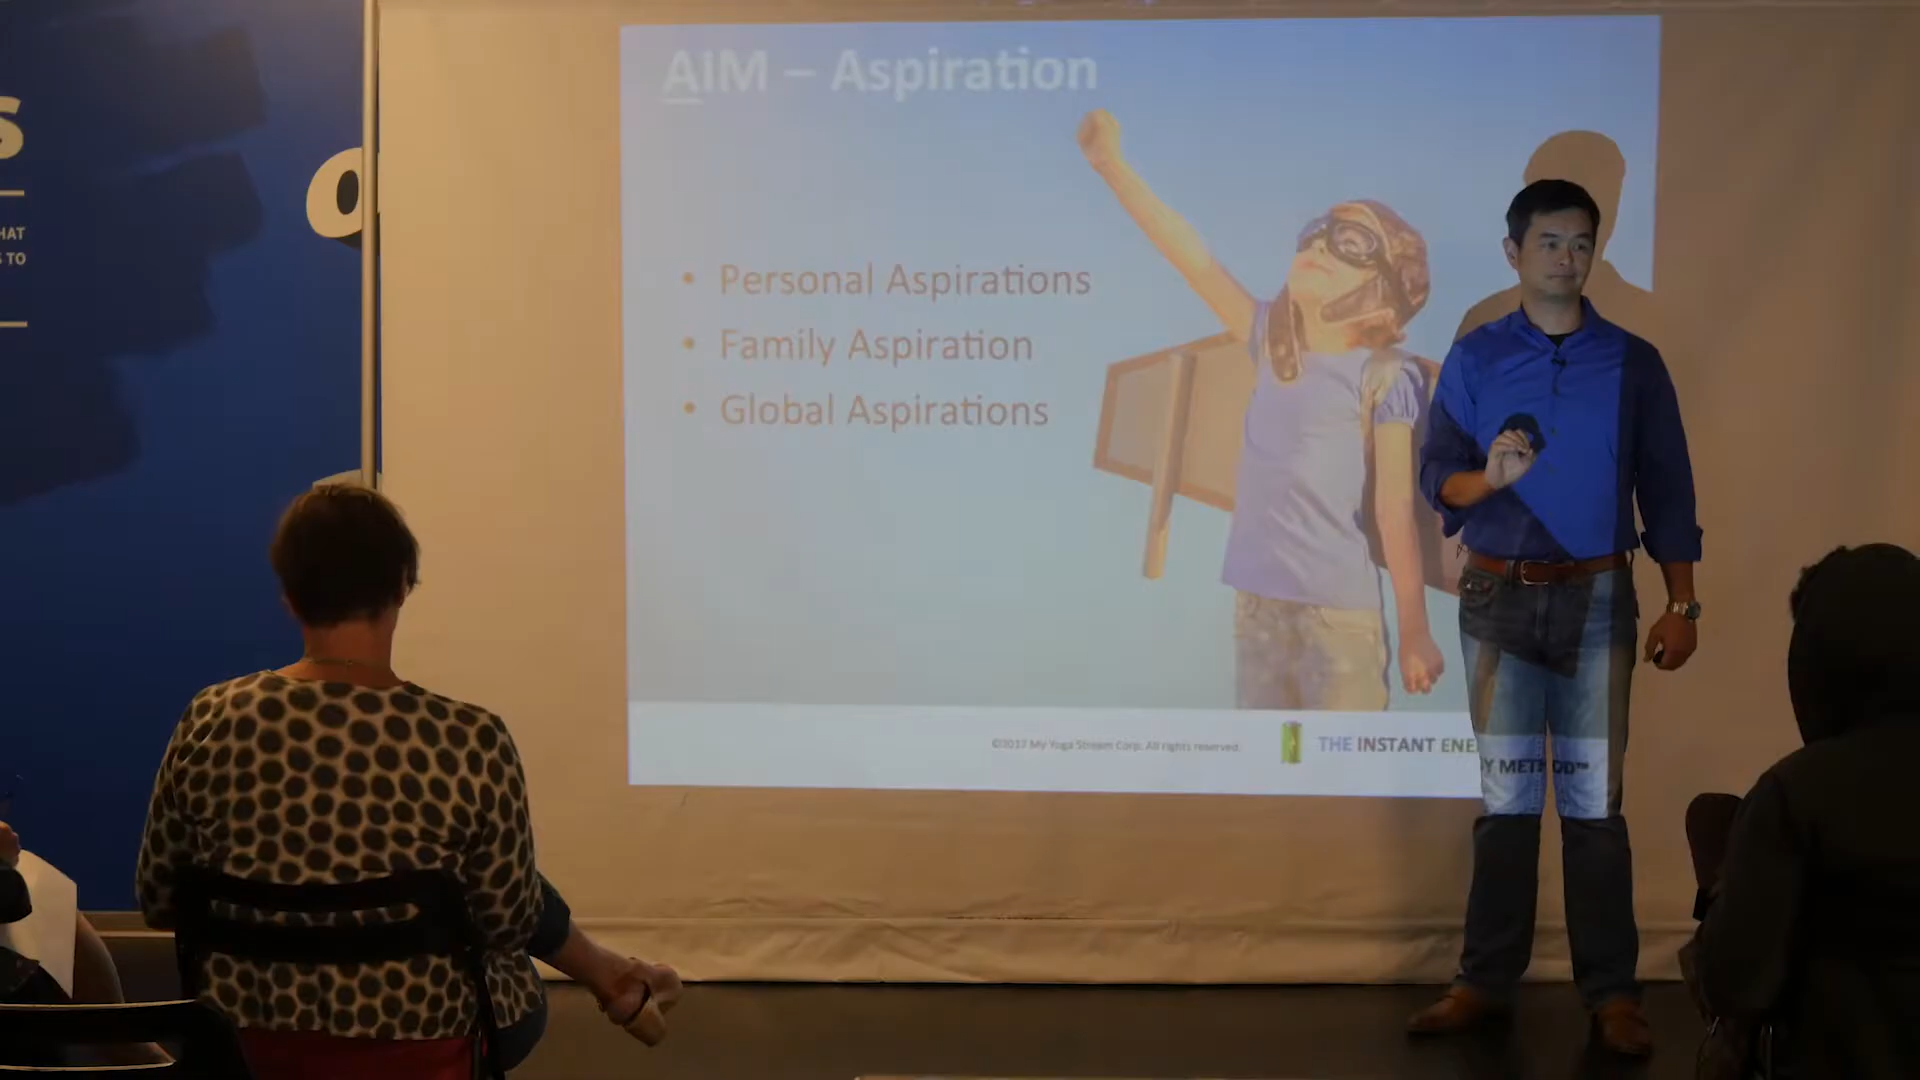 S
HAT
S TO
o
AIM – Aspiration
• Personal Aspirations
• Family Aspiration
• Global Aspirations
©2017 My Yoga Stream Corp. All rights reserved.
THE INSTANT ENE
GY METHOD™